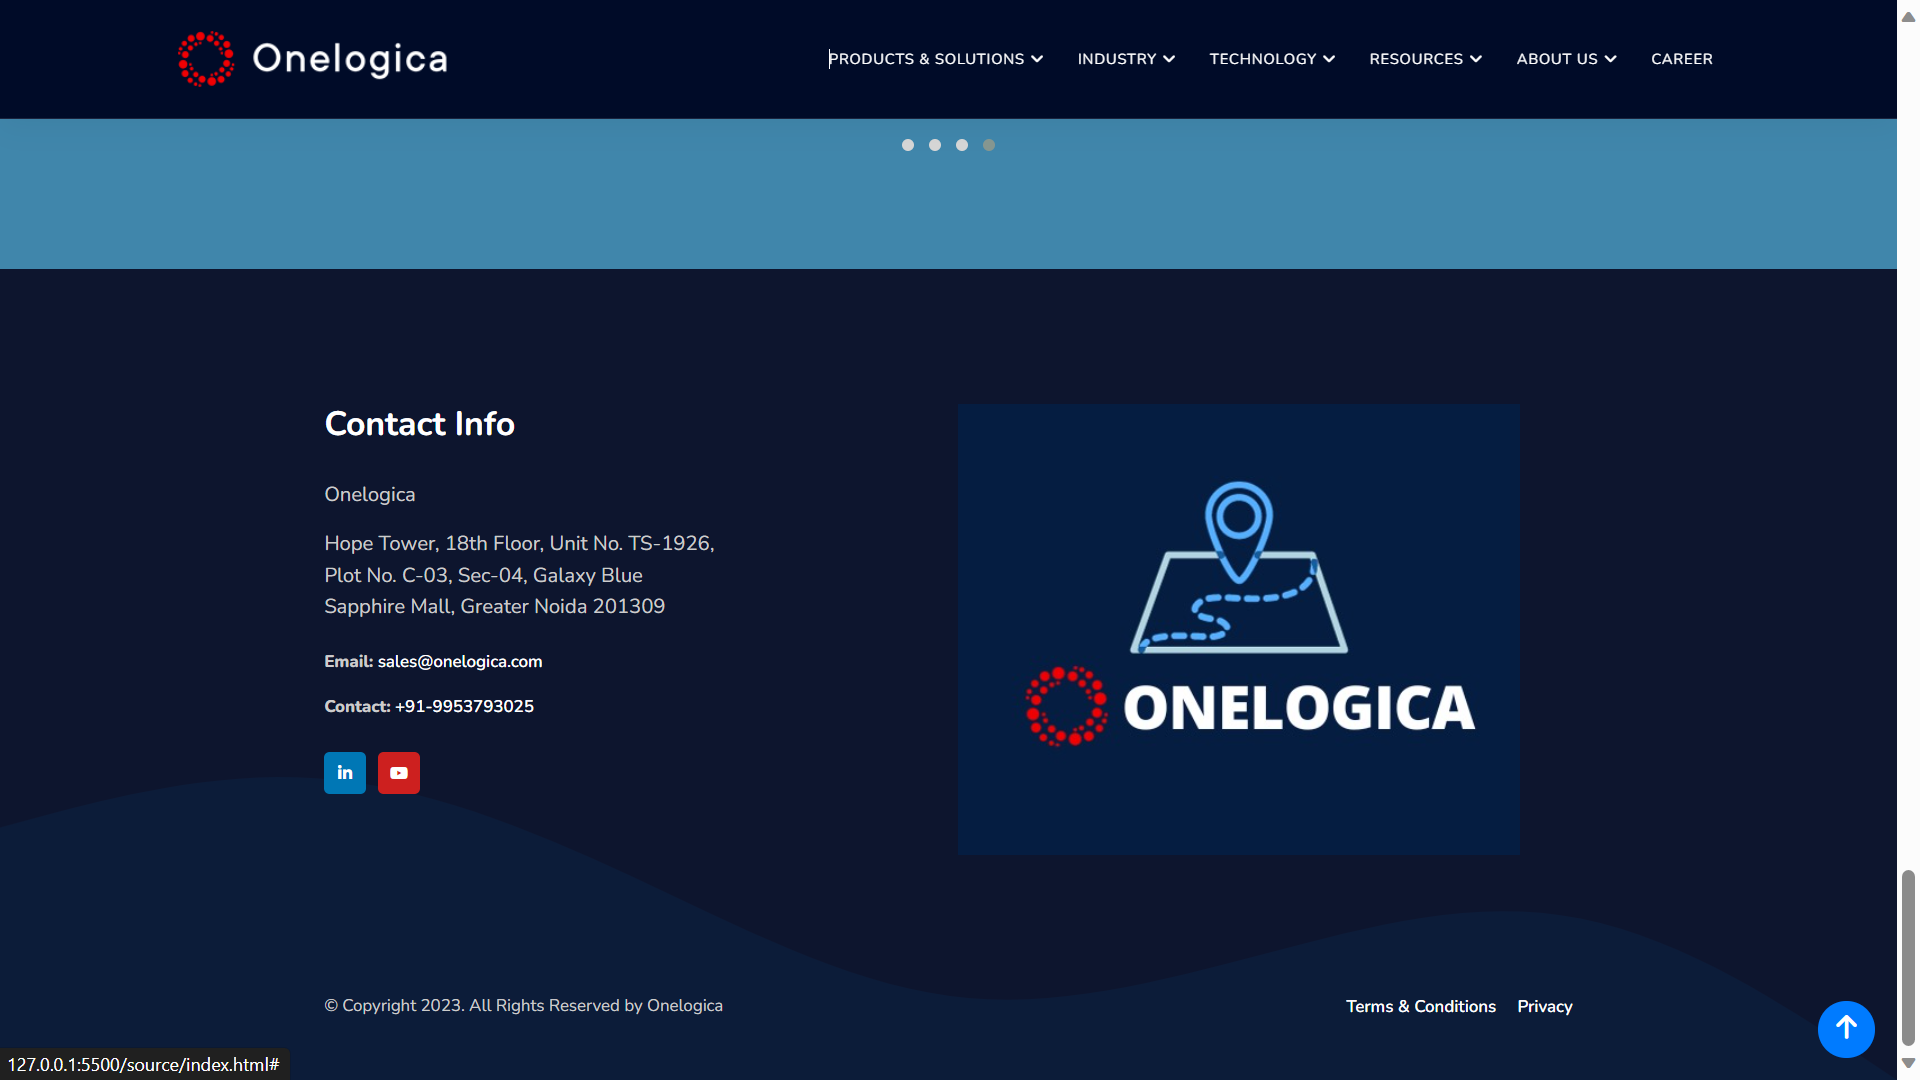 Onelogica
PRODUCTS & SOLUTIONS INDUSTRY TECHNOLOGY RESOURCES ABOUT US CAREER
Contact Info
Onelogica
Hope Tower, 18th Floor, Unit No. TS-1926,
Plot No. C-03, Sec-04, Galaxy Blue
Sapphire Mall, Greater Noida 201309
Email: sales@onelogica.com
Contact: +91-9953793025
in
ONELOGICA
© Copyright 2023. All Rights Reserved by Onelogica
Terms & Conditions Privacy
127.0.0.1:5500/source/index.html#